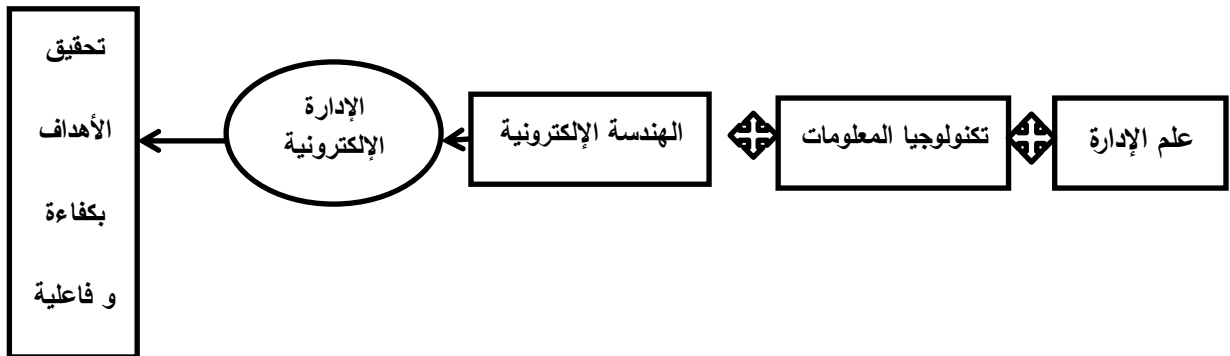 علم الإدارة
تكنولوجيا المعلومات
الهندسة الإلكترونية
الإدارة
الإلكترونية
تحقيق
الأهداف
بكفاءة
و فاعلية